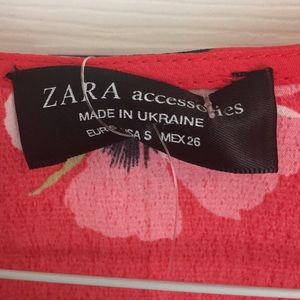 ZARA accessories
MADE IN UKRAINE
EUR S USA S MEX 26